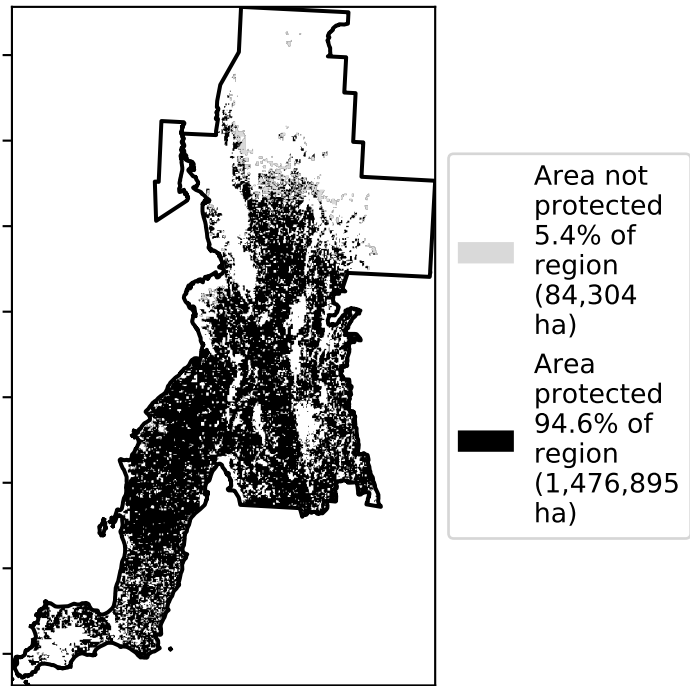 Area not
protected
5.4% of
region
(84,304
ha)
Area
protected
94.6% of
region
(1,476,895
ha)